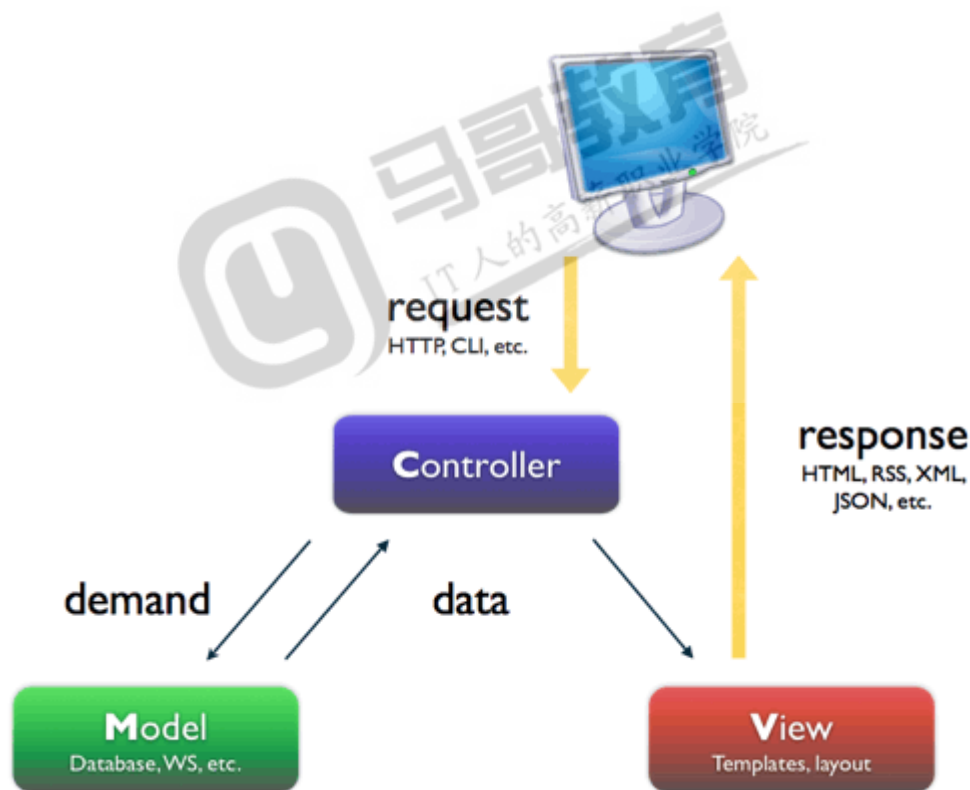 马哥教育
IT人的高薪职业学院
request
HTTP, CLI, etc.
Controller
response
HTML, RSS, XML,
JSON, etc.
demand
data
Model
Database, WS, etc.
View
Templates, layout